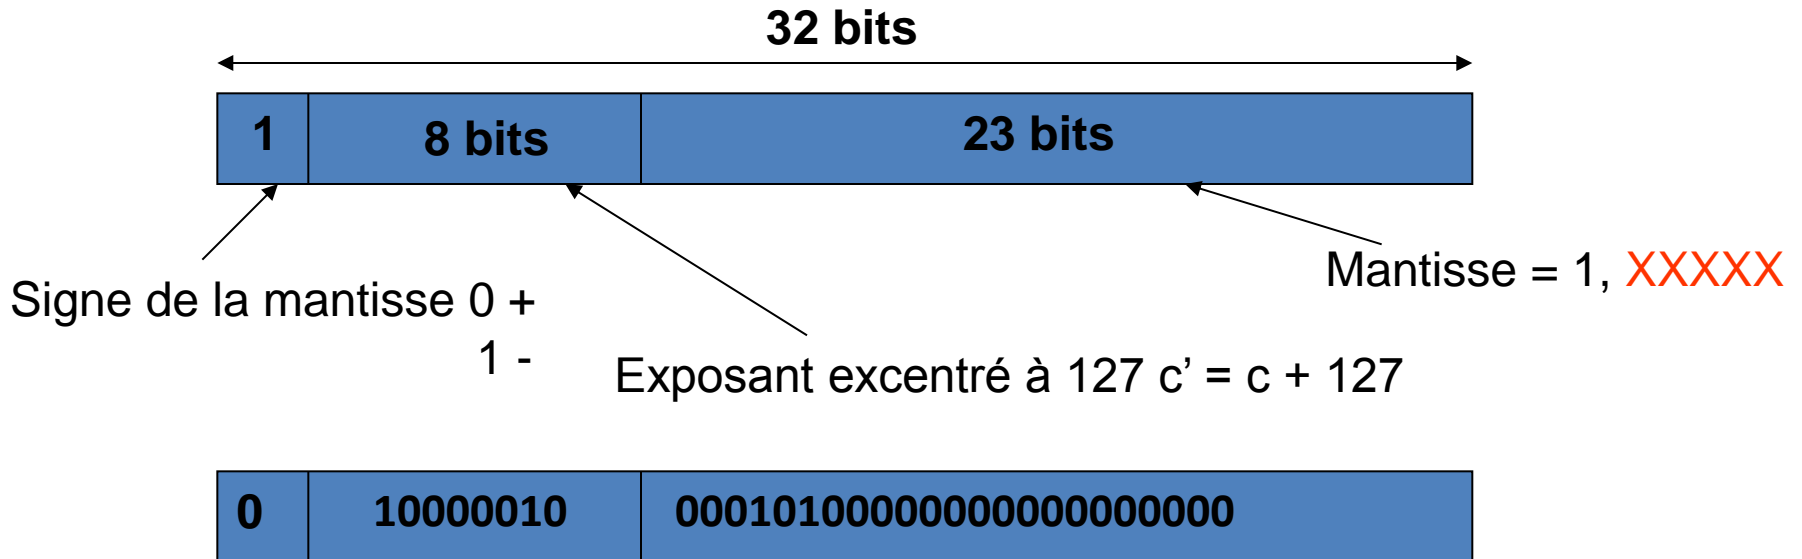 32 bits
1 8 bits 23 bits
Mantisse = 1, XXXXX
Signe de la mantisse 0 +
1 -
Exposant excentré à 127 c’ = c + 127
0 10000010 00010100000000000000000